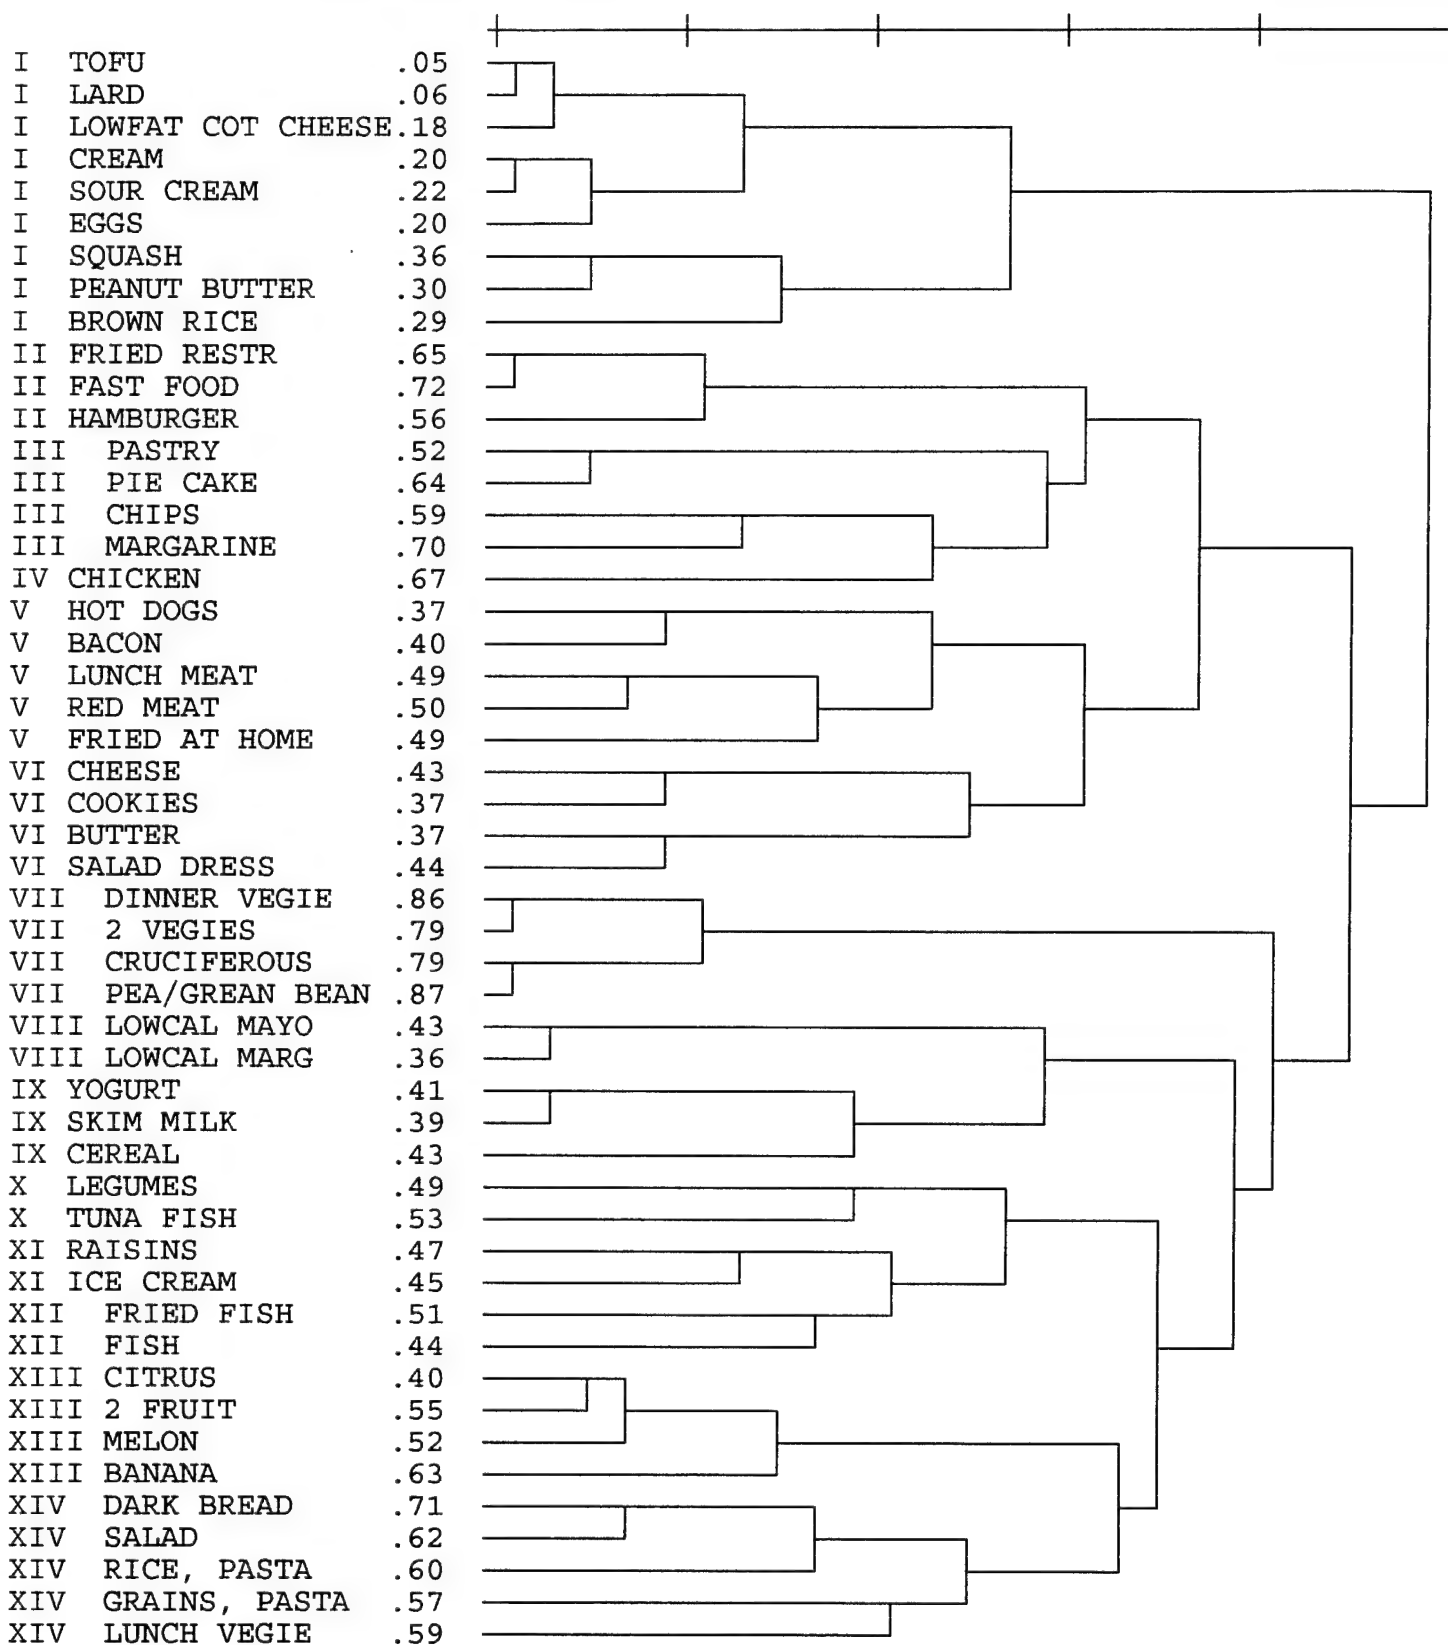 I TOFU .05
I LARD .06
I LOWFAT COT CHEESE.18
I CREAM .20
I SOUR CREAM .22
I EGGS .20
I SQUASH .36
I PEANUT BUTTER .30
I BROWN RICE .29
II FRIED RESTR .65
II FAST FOOD .72
II HAMBURGER .56
III PASTRY .52
III PIE CAKE .64
III CHIPS .59
III MARGARINE .70
IV CHICKEN .67
V HOT DOGS .37
V BACON .40
V LUNCH MEAT .49
V RED MEAT .50
V FRIED AT HOME .49
VI CHEESE .43
VI COOKIES .37
VI BUTTER .37
VI SALAD DRESS .44
VII DINNER VEGIE .86
VII 2 VEGIES .79
VII CRUCIFEROUS .79
VII PEA/GREAN BEAN .87
VIII LOWCAL MAYO .43
VIII LOWCAL MARG .36
IX YOGURT .41
IX SKIM MILK .39
IX CEREAL .43
X LEGUMES .49
X TUNA FISH .53
XI RAISINS .47
XI ICE CREAM .45
XII FRIED FISH .51
XII FISH .44
XIII CITRUS .40
XIII 2 FRUIT .55
XIII MELON .52
XIII BANANA .63
XIV DARK BREAD .71
XIV SALAD .62
XIV RICE, PASTA .60
XIV GRAINS, PASTA .57
XIV LUNCH VEGIE .59